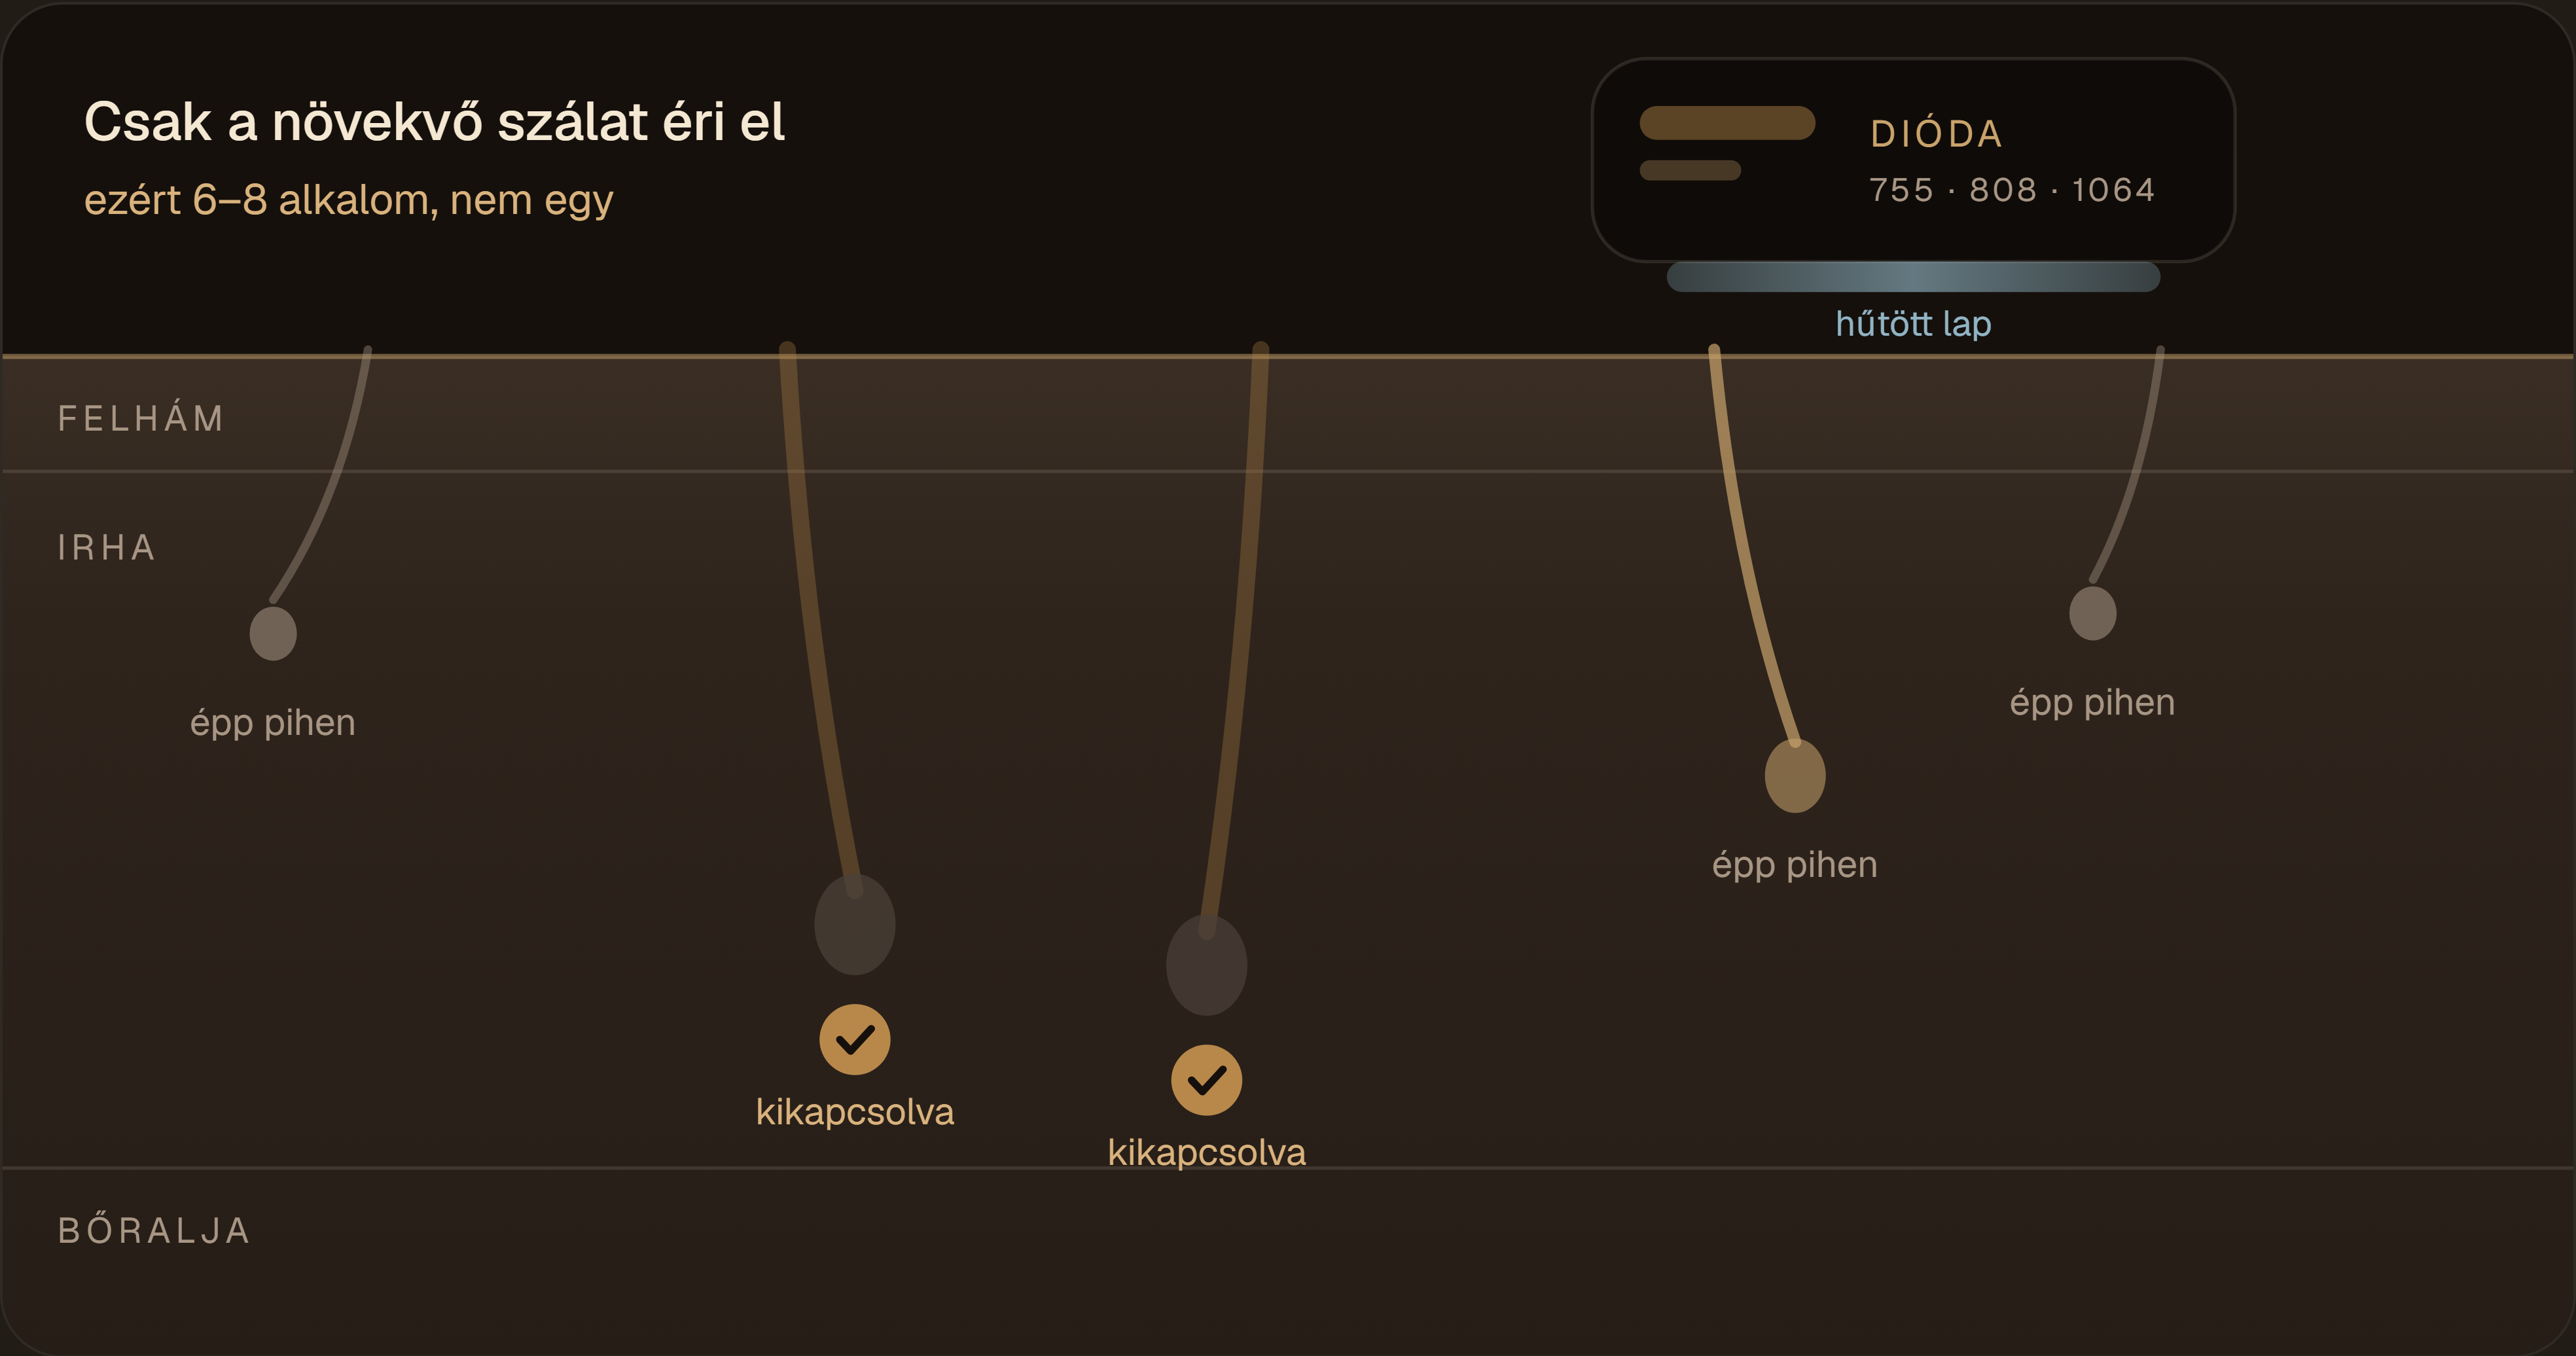 Csak a növekvő szálat éri el
ezért 6–8 alkalom, nem egy
DIÓDA
755 · 808 · 1064
hűtött lap
FELHÁM
IRHA
épp pihen
épp pihen
épp pihen
kikapcsolva
kikapcsolva
BŐRALJA